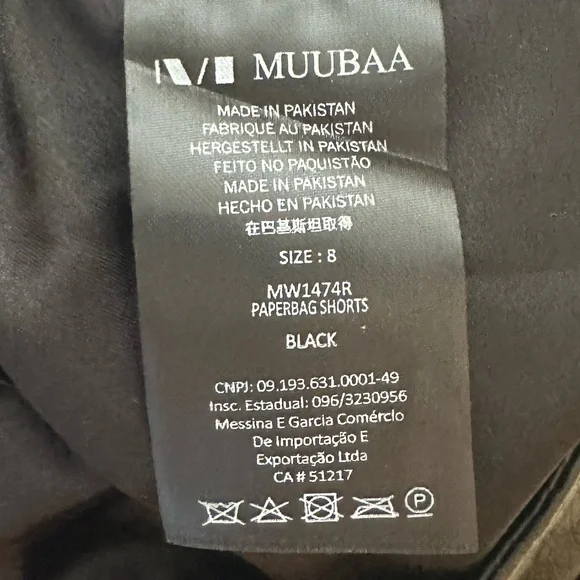 MUUBAA
MADE IN PAKISTAN
FABRIQUÉ AU PAKISTAN
HERGESTELLT IN PAKISTAN
FEITO NO PAQUISTÃO
MADE IN PAKISTAN
HECHO EN PAKISTAN
在巴基斯坦取得
SIZE : 8
MW1474R
PAPERBAG SHORTS
BLACK
CNPJ: 09.193.631.0001-49
Insc. Estadual: 096/3230956
Messina E Garcia Comércio
De Importação E
Exportação Ltda
CA # 51217
P